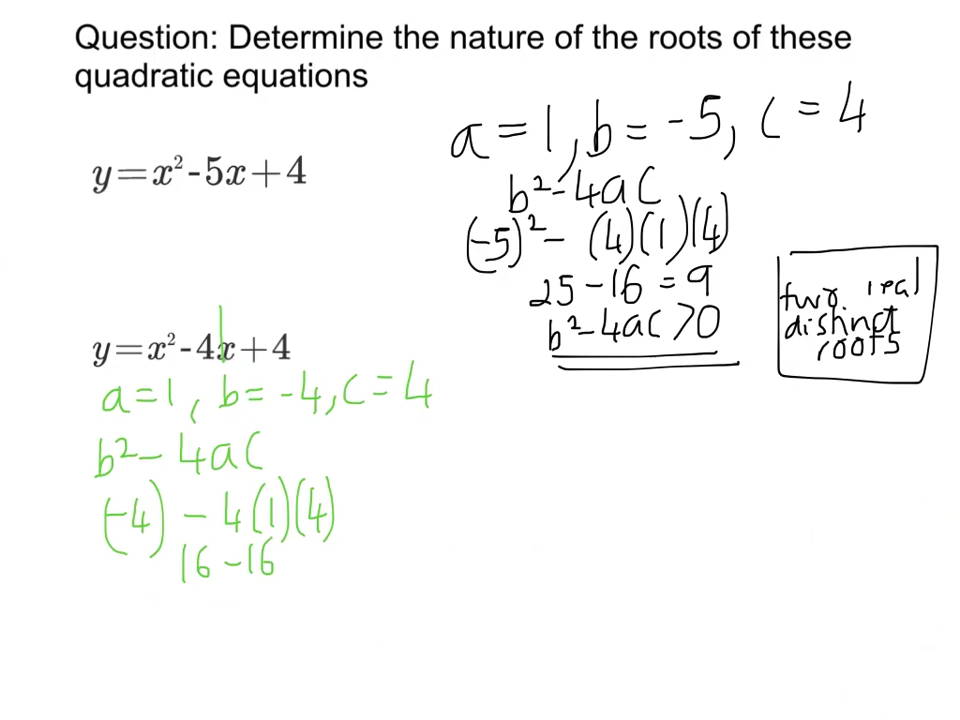 Question: Determine the nature of the roots of these
quadratic equations
y=x²-5x+4
a=1, b= -5, c=4
b²-4ac
(-5)²- (4)(1)(4)
25-16=9
b²-4ac>0
two real
distinct
roots
y=x²-4x+4
a=1, b= -4, c=4
b²- 4ac
(-4) - 4(1)(4)
16-16